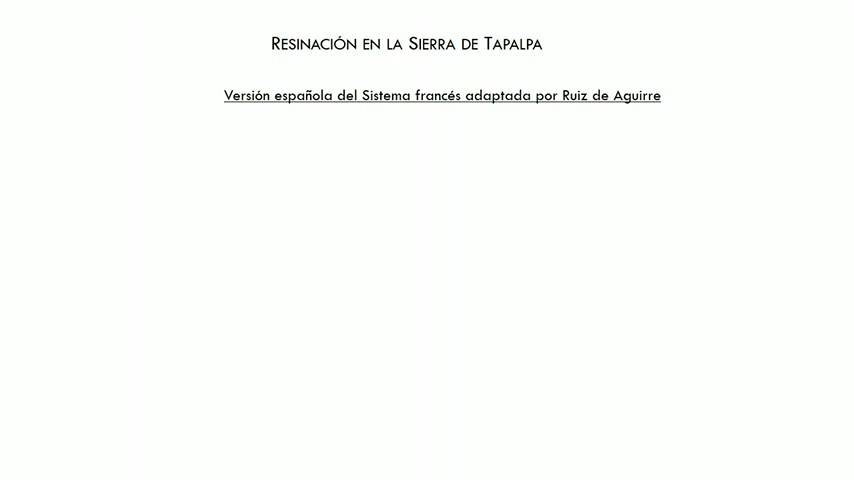 Resinación en la Sierra de Tapalpa
Versión española del Sistema francés adaptada por Ruiz de Aguirre